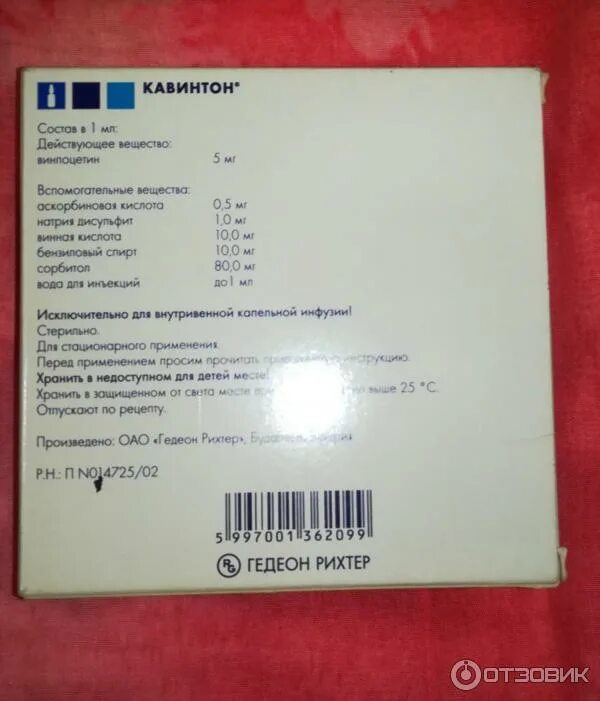 КАВИНТОН®
Состав в 1 мл:
Действующее вещество:
винпоцетин 5 мг
Вспомогательные вещества:
аскорбиновая кислота 0,5 мг
натрия дисульфит 1,0 мг
винная кислота 10,0 мг
бензиловый спирт 10,0 мг
сорбитол 80,0 мг
вода для инъекций до 1 мл
Исключительно для внутривенной капельной инфузии!
Стерильно.
Для стационарного применения.
Перед применением просим прочитать инструкцию.
Хранить в недоступном для детей месте!
Хранить в защищенном от света месте выше 25 °C.
Отпускают по рецепту.
Произведено: ОАО «Гедеон Рихтер»,
Р.Н.: П N014725/02
5 997001 362099
RG ГЕДЕОН РИХТЕР
ОТЗОВИК